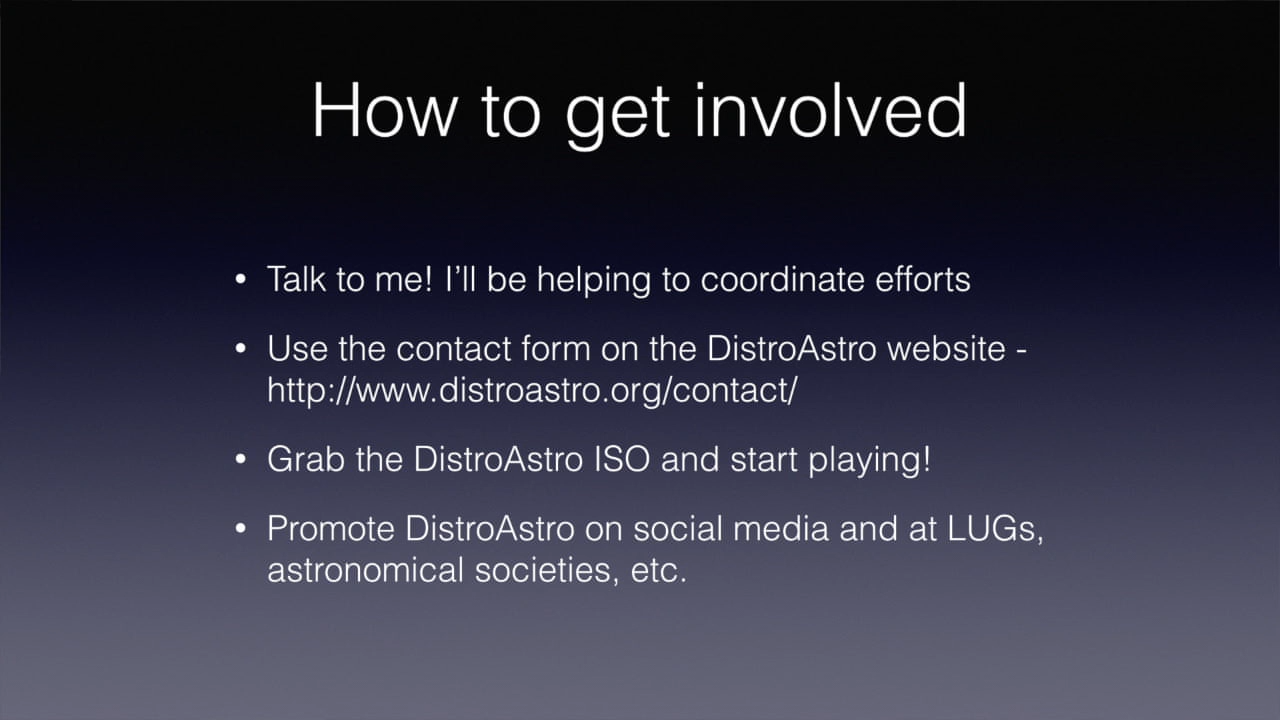 How to get involved
• Talk to me! I’ll be helping to coordinate efforts
• Use the contact form on the DistroAstro website -
http://www.distroastro.org/contact/
• Grab the DistroAstro ISO and start playing!
• Promote DistroAstro on social media and at LUGs,
astronomical societies, etc.